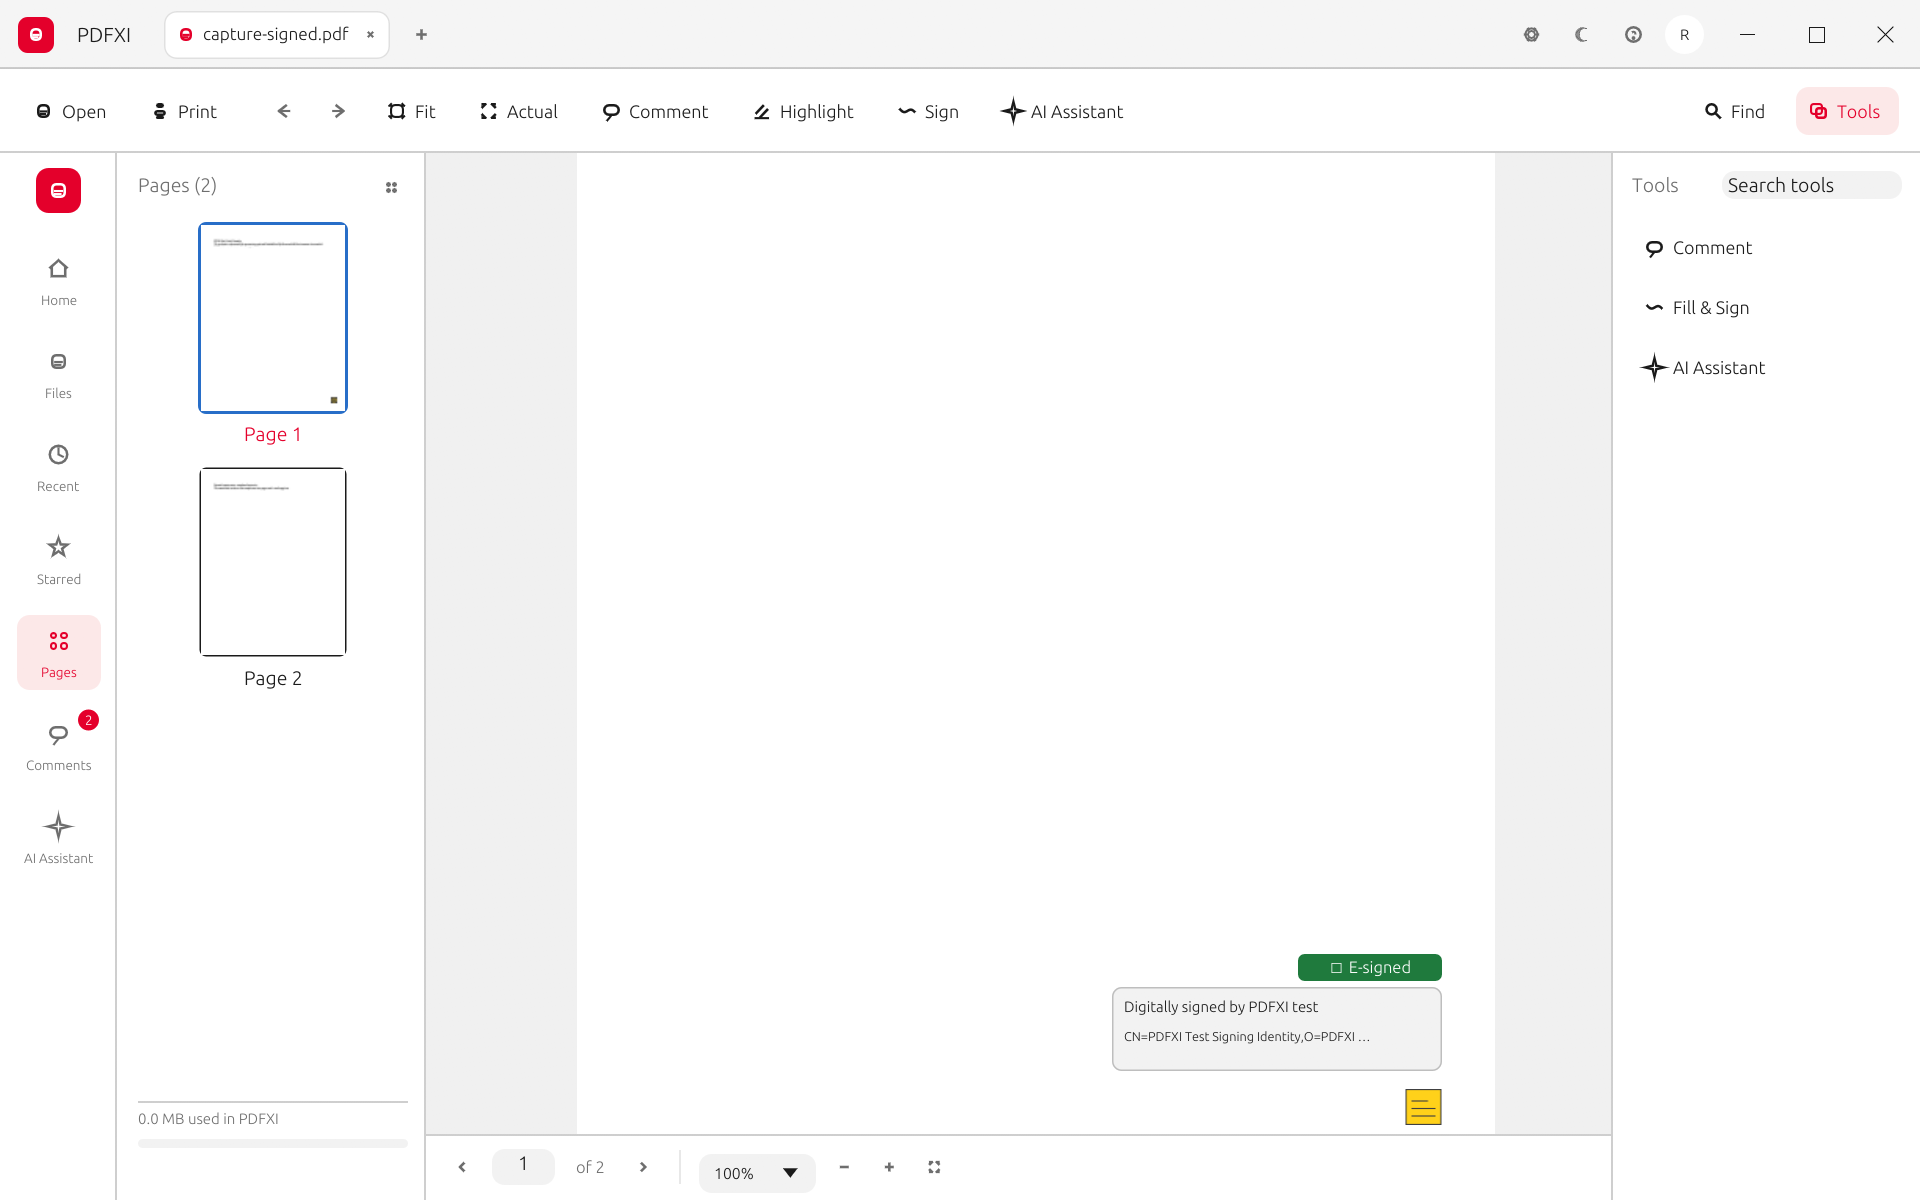 PDFXI
capture-signed.pdf
R
Open
Print
Fit
Actual
Comment
Highlight
Sign
AI Assistant
Find
Tools
Home
Files
Recent
Starred
Pages
2
Comments
AI Assistant
Pages (2)
Page 1
Page 2
0.0 MB used in PDFXI
E-signed
Digitally signed by PDFXI test
CN=PDFXI Test Signing Identity,O=PDFXI ...
1
of 2
100%
Tools
Search tools
Comment
Fill & Sign
AI Assistant